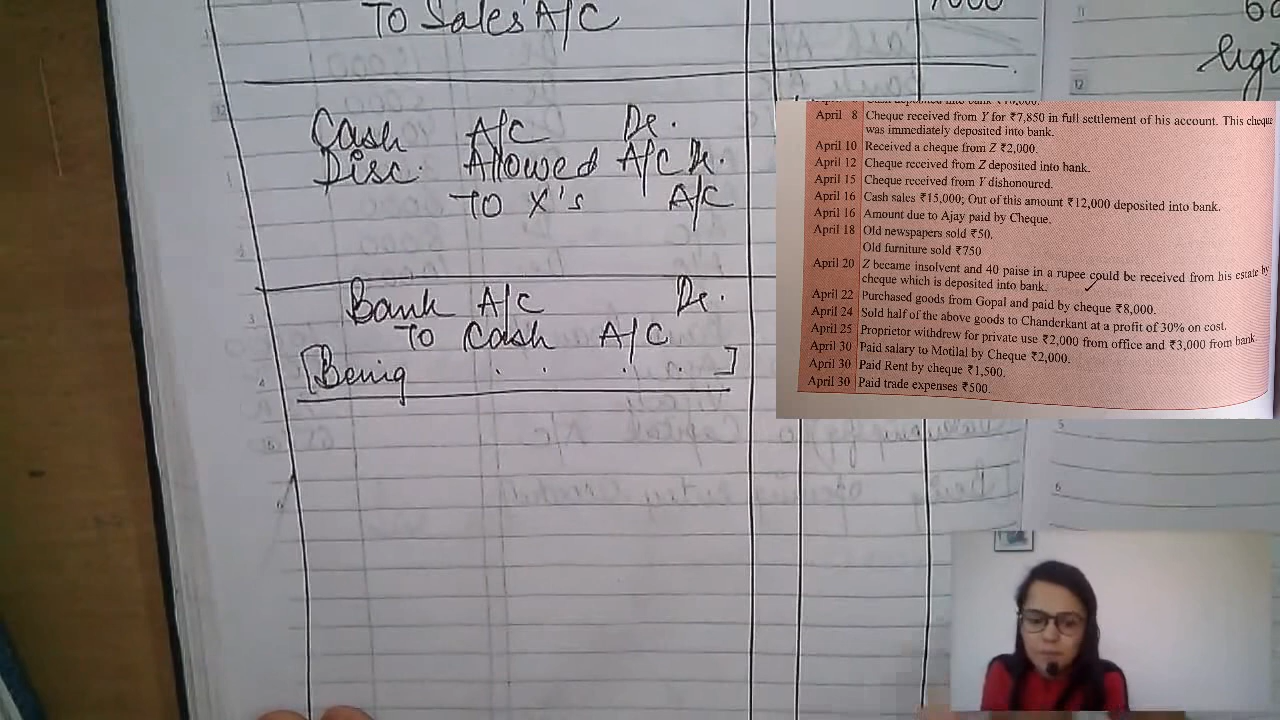 To Sales A/C
Cash A/C Dr.
Disc. Allowed A/C Dr.
To X's A/C
Bank A/C Dr.
To Cash A/C
[Benig . . . . ]
April 8 Cheque received from Y for ₹7,850 in full settlement of his account. This cheque
was immediately deposited into bank.
April 10 Received a cheque from Z ₹2,000.
April 12 Cheque received from Z deposited into bank.
April 15 Cheque received from Y dishonoured.
April 16 Cash sales ₹15,000; Out of this amount ₹12,000 deposited into bank.
April 16 Amount due to Ajay paid by Cheque.
April 18 Old newspapers sold ₹50.
Old furniture sold ₹750
April 20 Z became insolvent and 40 paise in a rupee could be received from his estate by
cheque which is deposited into bank.
April 22 Purchased goods from Gopal and paid by cheque ₹8,000.
April 24 Sold half of the above goods to Chanderkant at a profit of 30% on cost.
April 25 Proprietor withdrew for private use ₹2,000 from office and ₹3,000 from bank
April 30 Paid salary to Motilal by Cheque ₹2,000.
April 30 Paid Rent by cheque ₹1,500.
April 30 Paid trade expenses ₹500.